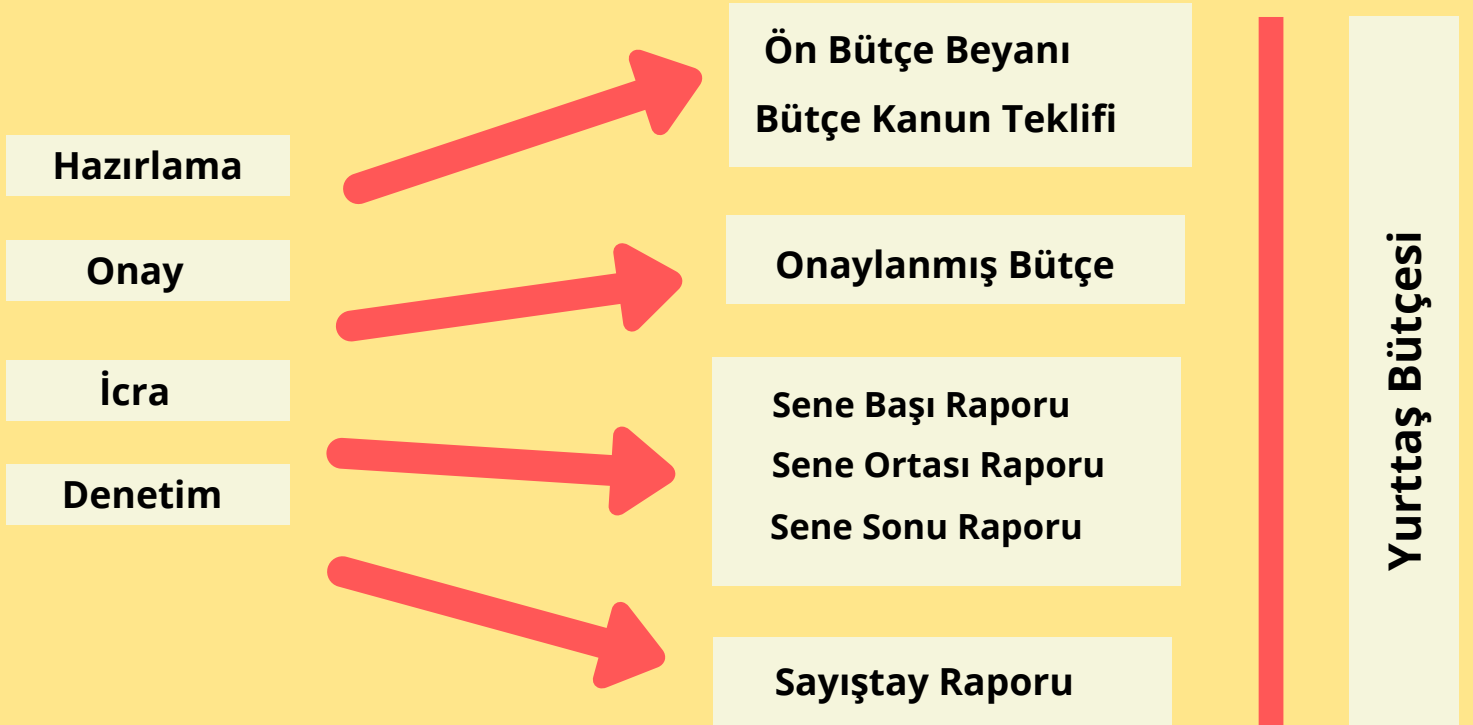 Hazırlama
Onay
İcra
Denetim
Ön Bütçe Beyanı
Bütçe Kanun Teklifi
Onaylanmış Bütçe
Sene Başı Raporu
Sene Ortası Raporu
Sene Sonu Raporu
Sayıştay Raporu
Yurttaş Bütçesi